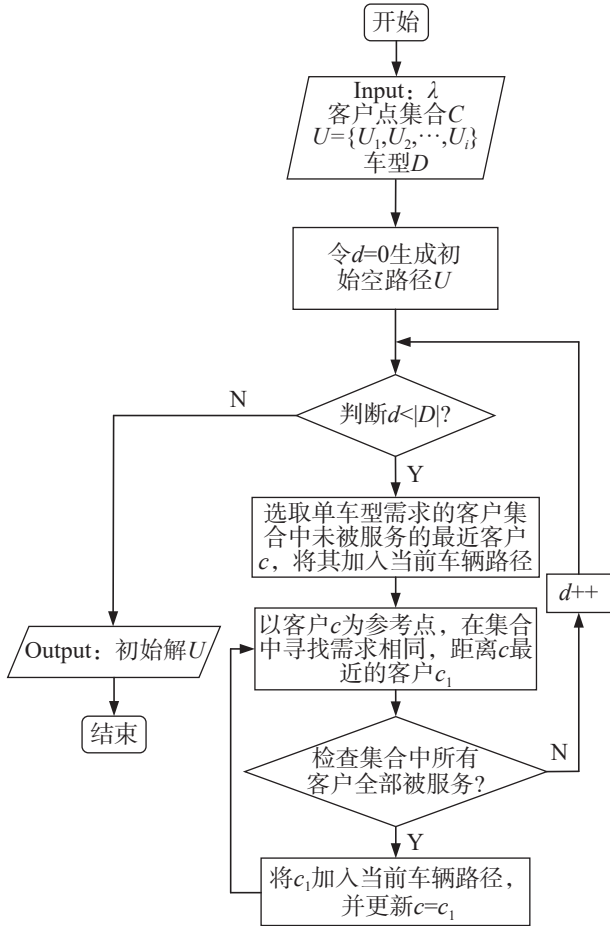 开始
Input：λ
客户点集合C
U={U₁,U₂,⋯,Uᵢ}
车型D
令d=0生成初
始空路径U
判断d<|D|?
N
Y
选取单车型需求的客户集
合中未被服务的最近客户
c，将其加入当前车辆路径
d++
以客户c为参考点，在集合
中寻找需求相同，距离c最
近的客户c₁
Output：初始解U
结束
检查集合中所有
客户全部被服务?
N
Y
将c₁加入当前车辆路径，
并更新c=c₁